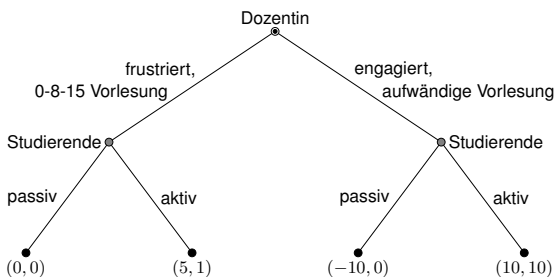 Dozentin
frustriert,
0-8-15 Vorlesung
engagiert,
aufwändige Vorlesung
Studierende
Studierende
passiv
aktiv
passiv
aktiv
(0, 0)
(5, 1)
(−10, 0)
(10, 10)